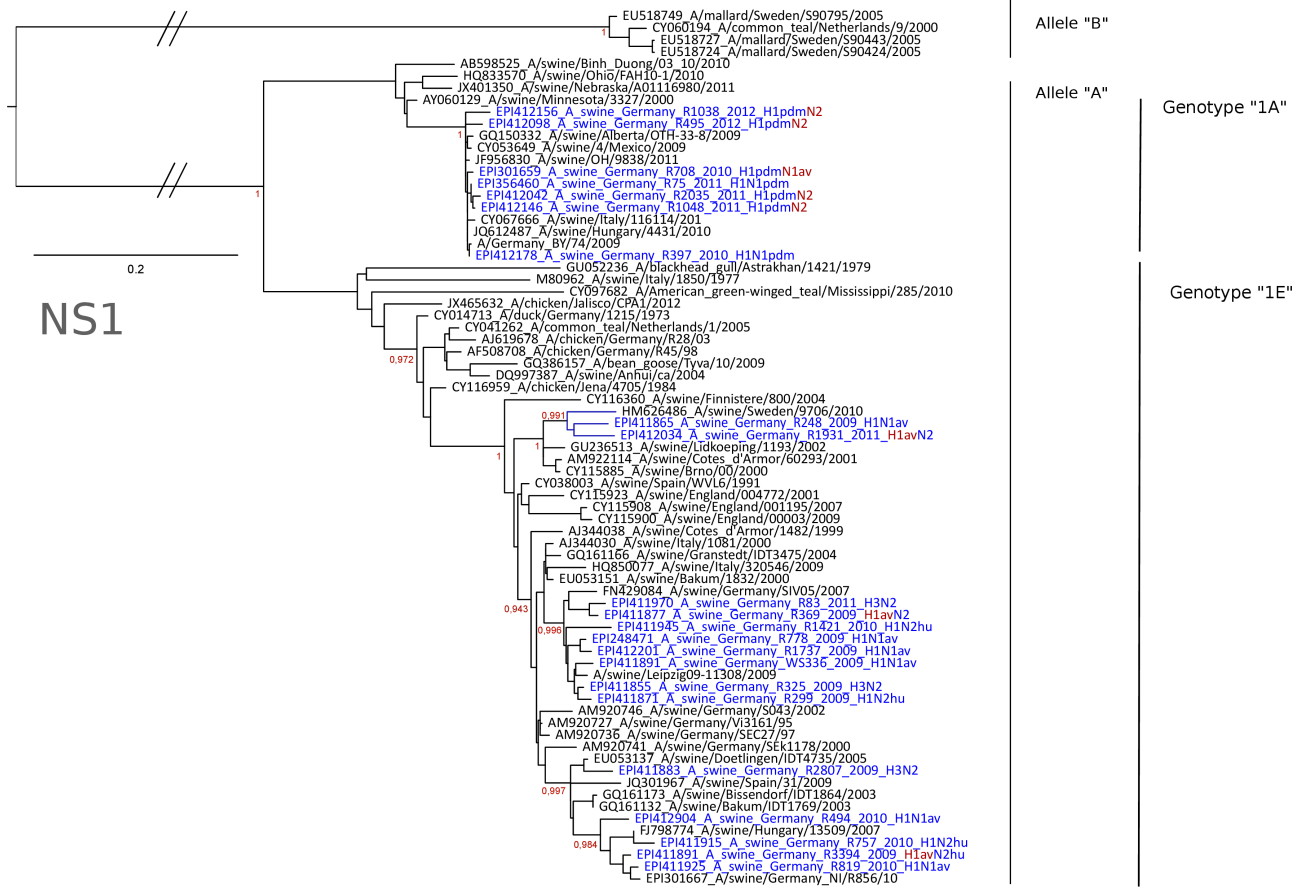 EU518749_A/mallard/Sweden/S90795/2005
Allele "B"
CY060194_A/common_teal/Netherlands/9/2000
1
EU518727_A/mallard/Sweden/S90443/2005
EU518724_A/mallard/Sweden/S90424/2005
AB598525_A/swine/Binh_Duong/03_10/2010
HQ833570_A/swine/Ohio/FAH10-1/2010
JX401350_A/swine/Nebraska/A01116980/2011
Allele "A"
AY060129_A/swine/Minnesota/3327/2000
Genotype "1A"
EPI412156_A_swine_Germany_R1038_2012_H1pdmN2
EPI412098_A_swine_Germany_R495_2012_H1pdmN2
1
GQ150332_A/swine/Alberta/OTH-33-8/2009
CY053649_A/swine/4/Mexico/2009
JF956830_A/swine/OH/9838/2011
EPI301659_A_swine_Germany_R708_2010_H1pdmN1av
EPI356460_A_swine_Germany_R75_2011_H1N1pdm
1
EPI412042_A_swine_Germany_R2035_2011_H1pdmN2
EPI412146_A_swine_Germany_R1048_2011_H1pdmN2
CY067666_A/swine/Italy/116114/201
JQ612487_A/swine/Hungary/4431/2010
A/Germany_BY/74/2009
EPI412178_A_swine_Germany_R397_2010_H1N1pdm
0.2
GU052236_A/blackhead_gull/Astrakhan/1421/1979
M80962_A/swine/Italy/1850/1977
CY097682_A/American_green-winged_teal/Mississippi/285/2010
Genotype "1E"
NS1
JX465632_A/chicken/Jalisco/CPA1/2012
CY014713_A/duck/Germany/1215/1973
CY041262_A/common_teal/Netherlands/1/2005
AJ619678_A/chicken/Germany/R28/03
AF508708_A/chicken/Germany/R45/98
0,972
GQ386157_A/bean_goose/Tyva/10/2009
DQ997387_A/swine/Anhui/ca/2004
CY116959_A/chicken/Jena/4705/1984
CY116360_A/swine/Finnistere/800/2004
HM626486_A/swine/Sweden/9706/2010
0,991
EPI411865_A_swine_Germany_R248_2009_H1N1av
EPI412034_A_swine_Germany_R1931_2011_H1avN2
1
GU236513_A/swine/Lidkoeping/1193/2002
1
AM922114_A/swine/Cotes_d'Armor/60293/2001
CY115885_A/swine/Brno/00/2000
CY038003_A/swine/Spain/WVL6/1991
CY115923_A/swine/England/004772/2001
CY115908_A/swine/England/001195/2007
CY115900_A/swine/England/00003/2009
AJ344038_A/swine/Cotes_d'Armor/1482/1999
AJ344030_A/swine/Italy/1081/2000
GQ161166_A/swine/Granstedt/IDT3475/2004
HQ850077_A/swine/Italy/320546/2009
EU053151_A/swine/Bakum/1832/2000
FN429084_A/swine/Germany/SIV05/2007
EPI411970_A_swine_Germany_R83_2011_H3N2
0,943
EPI411877_A_swine_Germany_R369_2009_H1avN2
EPI411945_A_swine_Germany_R1421_2010_H1N2hu
0,996
EPI248471_A_swine_Germany_R778_2009_H1N1av
EPI412201_A_swine_Germany_R1737_2009_H1N1av
EPI411891_A_swine_Germany_WS336_2009_H1N1av
A/swine/Leipzig09-11308/2009
EPI411855_A_swine_Germany_R325_2009_H3N2
EPI411871_A_swine_Germany_R299_2009_H1N2hu
AM920746_A/swine/Germany/S043/2002
AM920727_A/swine/Germany/Vi3161/95
AM920736_A/swine/Germany/SEC27/97
AM920741_A/swine/Germany/SEk1178/2000
EU053137_A/swine/Doetlingen/IDT4735/2005
EPI411883_A_swine_Germany_R2807_2009_H3N2
JQ301967_A/swine/Spain/31/2009
0,997
GQ161173_A/swine/Bissendorf/IDT1864/2003
GQ161132_A/swine/Bakum/IDT1769/2003
EPI412904_A_swine_Germany_R494_2010_H1N1av
FJ798774_A/swine/Hungary/13509/2007
EPI411915_A_swine_Germany_R757_2010_H1N2hu
0,984
EPI411891_A_swine_Germany_R3394_2009_H1avN2hu
EPI411925_A_swine_Germany_R819_2010_H1N1av
EPI301667_A/swine/Germany_NI/R856/10